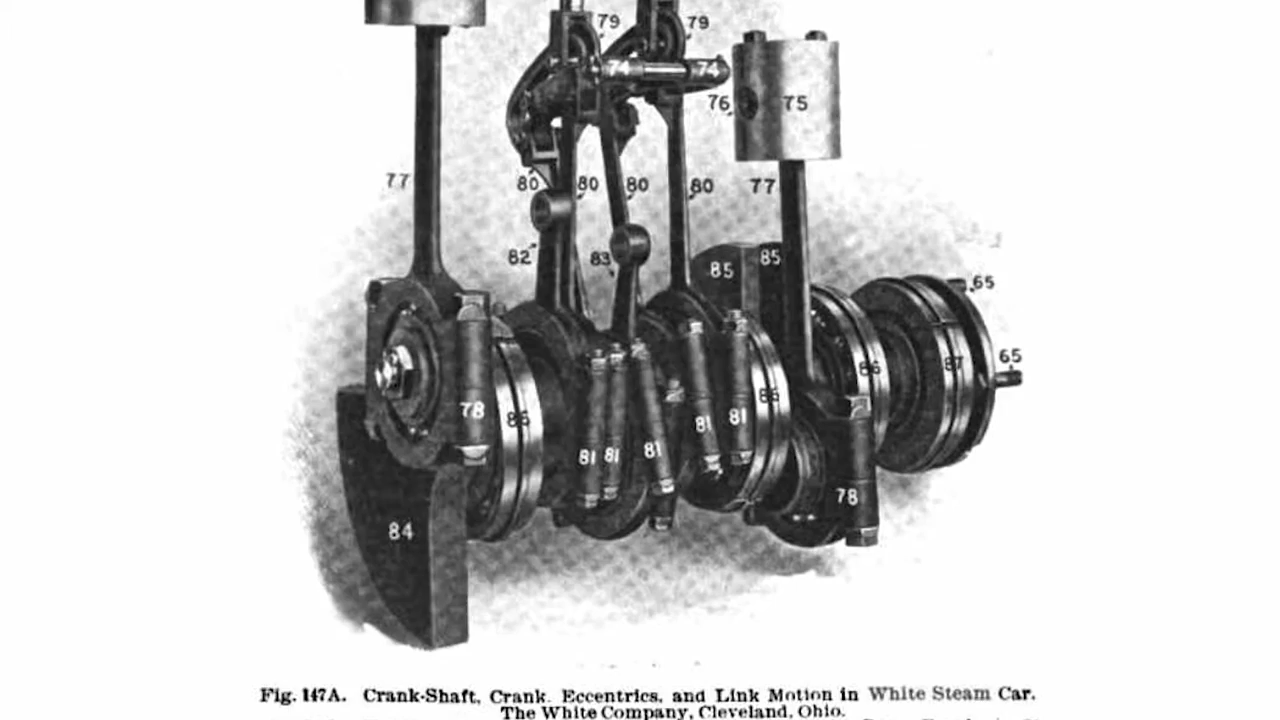 79 79
74 74
76 75
77 80 80 80 80 77
82 83 85 85
65
65
86 87
86
78 86 81 81
81 81 81
78
84
Fig. 147A. Crank-Shaft, Crank. Eccentrics, and Link Motion in White Steam Car.
The White Company, Cleveland, Ohio.